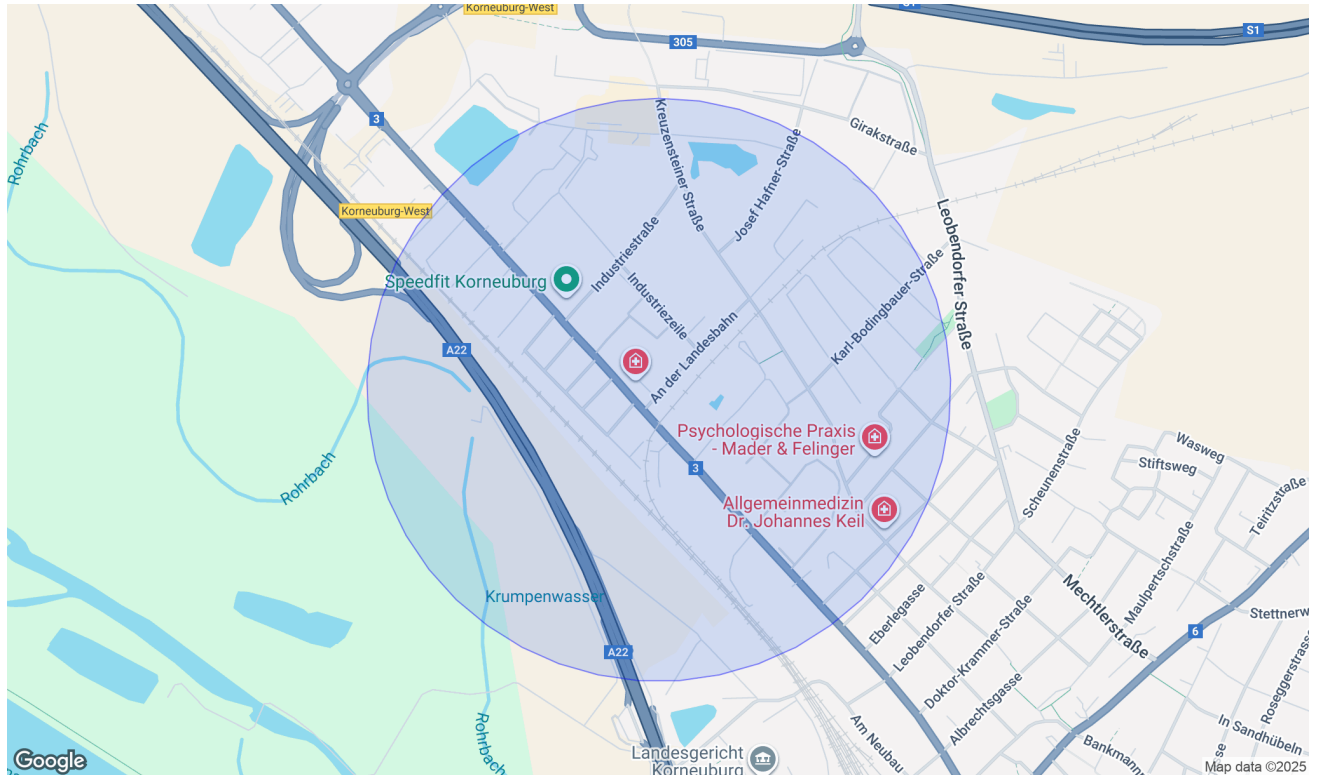 Korneuburg-West
S1
S1
305
3
Kreuzensteiner Straße
Josef Hafner-Straße
Girakstraße
Rohrbach
Korneuburg-West
Leobendorfer Straße
Industriestraße
Speedfit Korneuburg
Industriezeile
Karl-Bodingbauer-Straße
An der Landesbahn
A22
Psychologische Praxis
- Mader & Felinger
Wasweg
Stiftsweg
Scheunenstraße
Rohrbach
3
Teiritzstraße
Allgemeinmedizin
Dr. Johannes Keil
Maulpertschstraße
Mechtlerstraße
Krumpenwasser
Eberlegasse
Leobendorfer Straße
Doktor-Krammer-Straße
Stettnerw
6
A22
Albrechtsgasse
Roseggerstrasse
Rohrbach
Am Neubau
In Sandhübeln
Bankmann
sse
Landesgericht
Korneuburg
Google
Map data ©2025